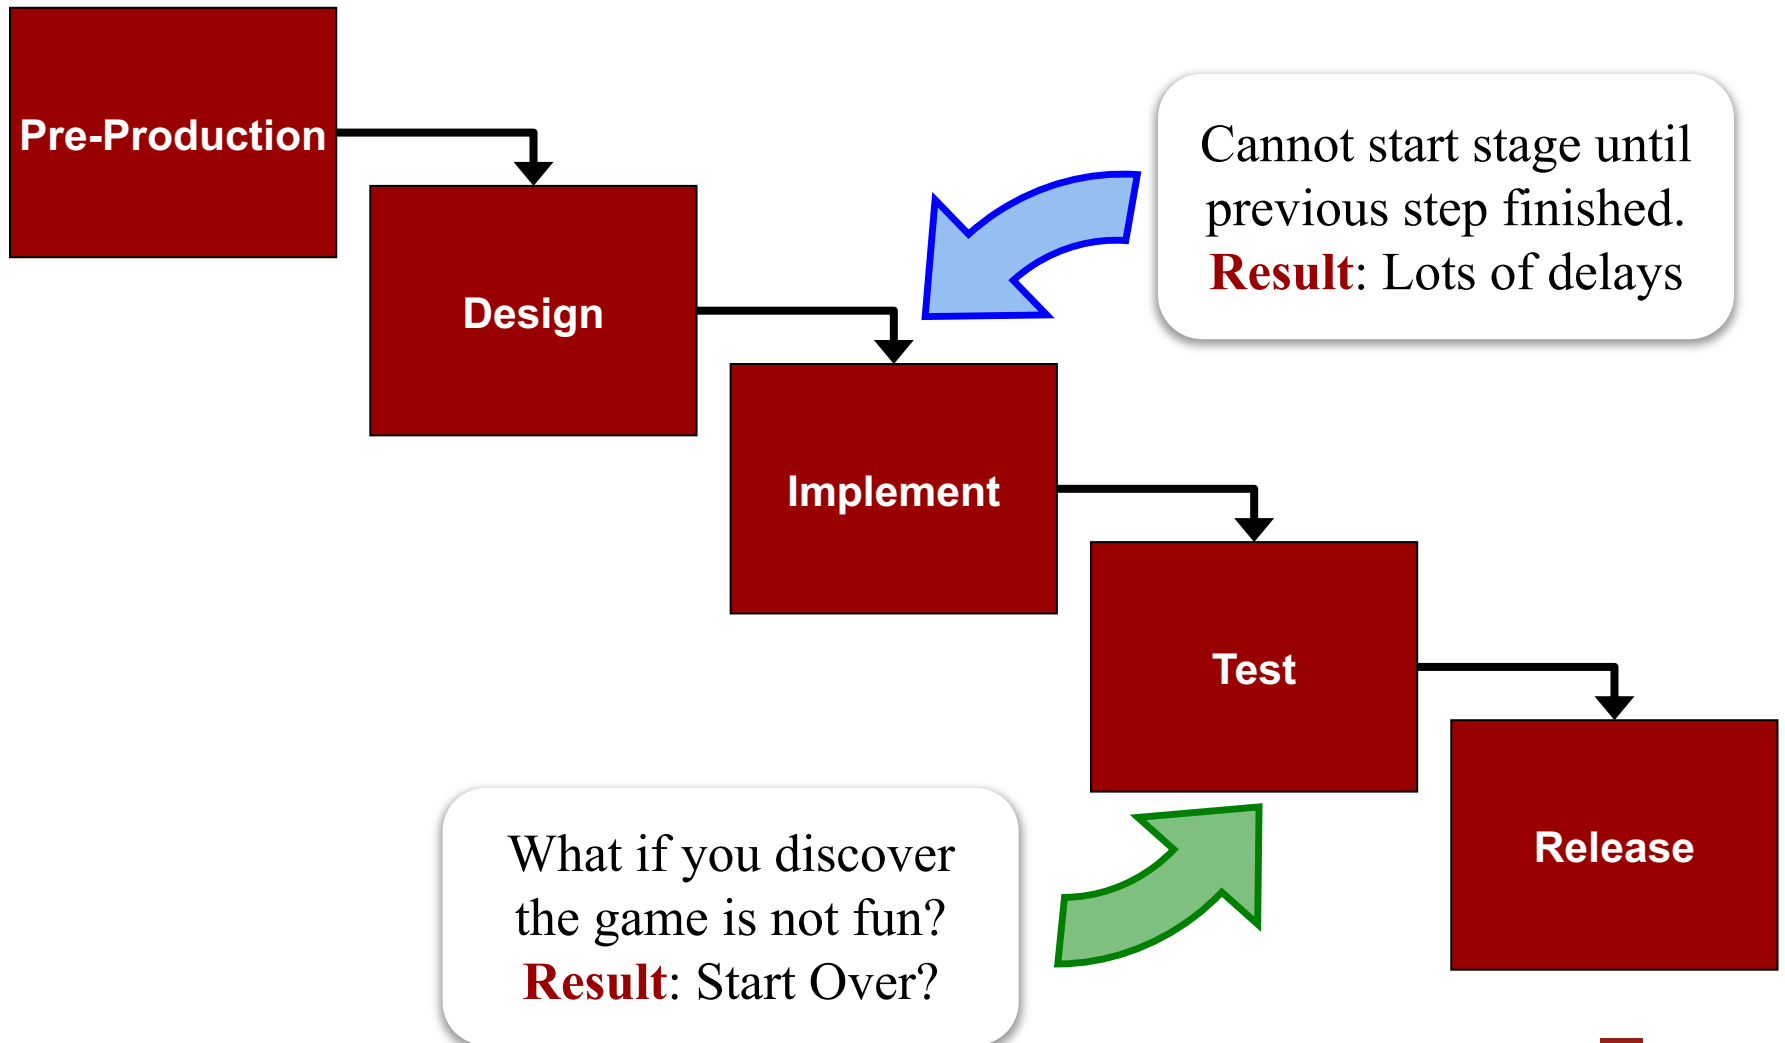 Pre-Production
Cannot start stage until
previous step finished.
Result: Lots of delays
Design
Implement
Test
What if you discover
the game is not fun?
Result: Start Over?
Release